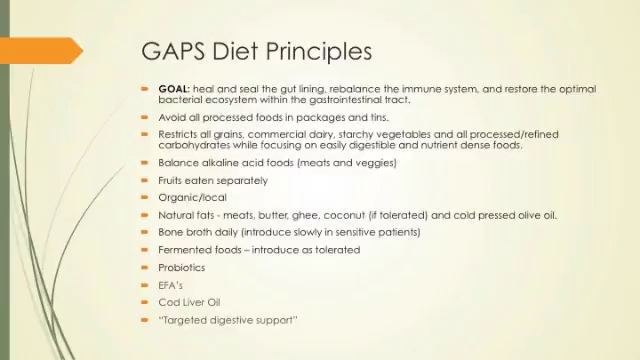 GAPS Diet Principles
GOAL: heal and seal the gut lining, rebalance the immune system, and restore the optimal
bacterial ecosystem within the gastrointestinal tract.
Avoid all processed foods in packages and tins.
Restricts all grains, commercial dairy, starchy vegetables and all processed/refined
carbohydrates while focusing on easily digestible and nutrient dense foods.
Balance alkaline acid foods (meats and veggies)
Fruits eaten separately
Organic/local
Natural fats - meats, butter, ghee, coconut (if tolerated) and cold pressed olive oil.
Bone broth daily (introduce slowly in sensitive patients)
Fermented foods – introduce as tolerated
Probiotics
EFA's
Cod Liver Oil
“Targeted digestive support”